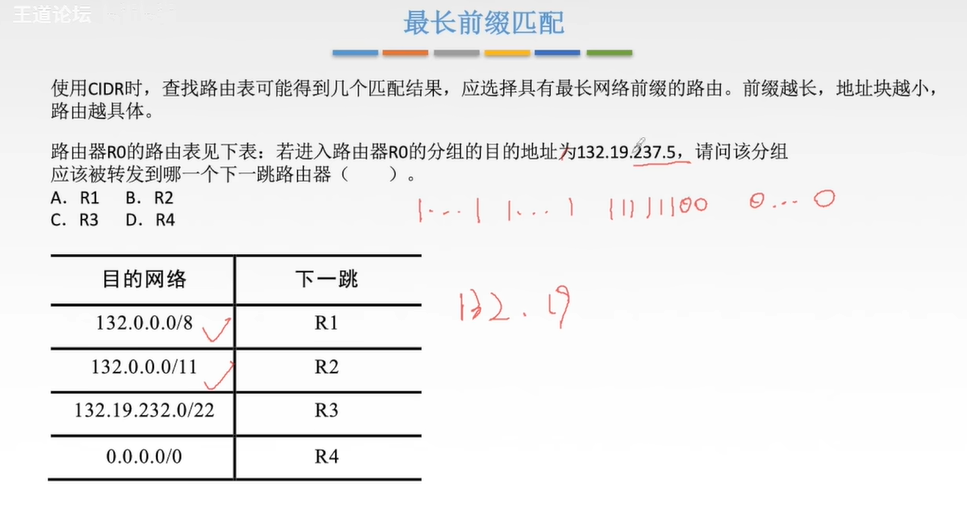 王道论坛
最长前缀匹配
使用CIDR时，查找路由表可能得到几个匹配结果，应选择具有最长网络前缀的路由。前缀越长，地址块越小，
路由越具体。
路由器R0的路由表见下表：若进入路由器R0的分组的目的地址为132.19.237.5，请问该分组
应该被转发到哪一个下一跳路由器（　　）。
A. R1 B. R2
C. R3 D. R4
1...1 1...1 11111100 0...0
目的网络 下一跳
132.0.0.0/8 R1
132.0.0.0/11 R2
132.19.232.0/22 R3
0.0.0.0/0 R4
132.19